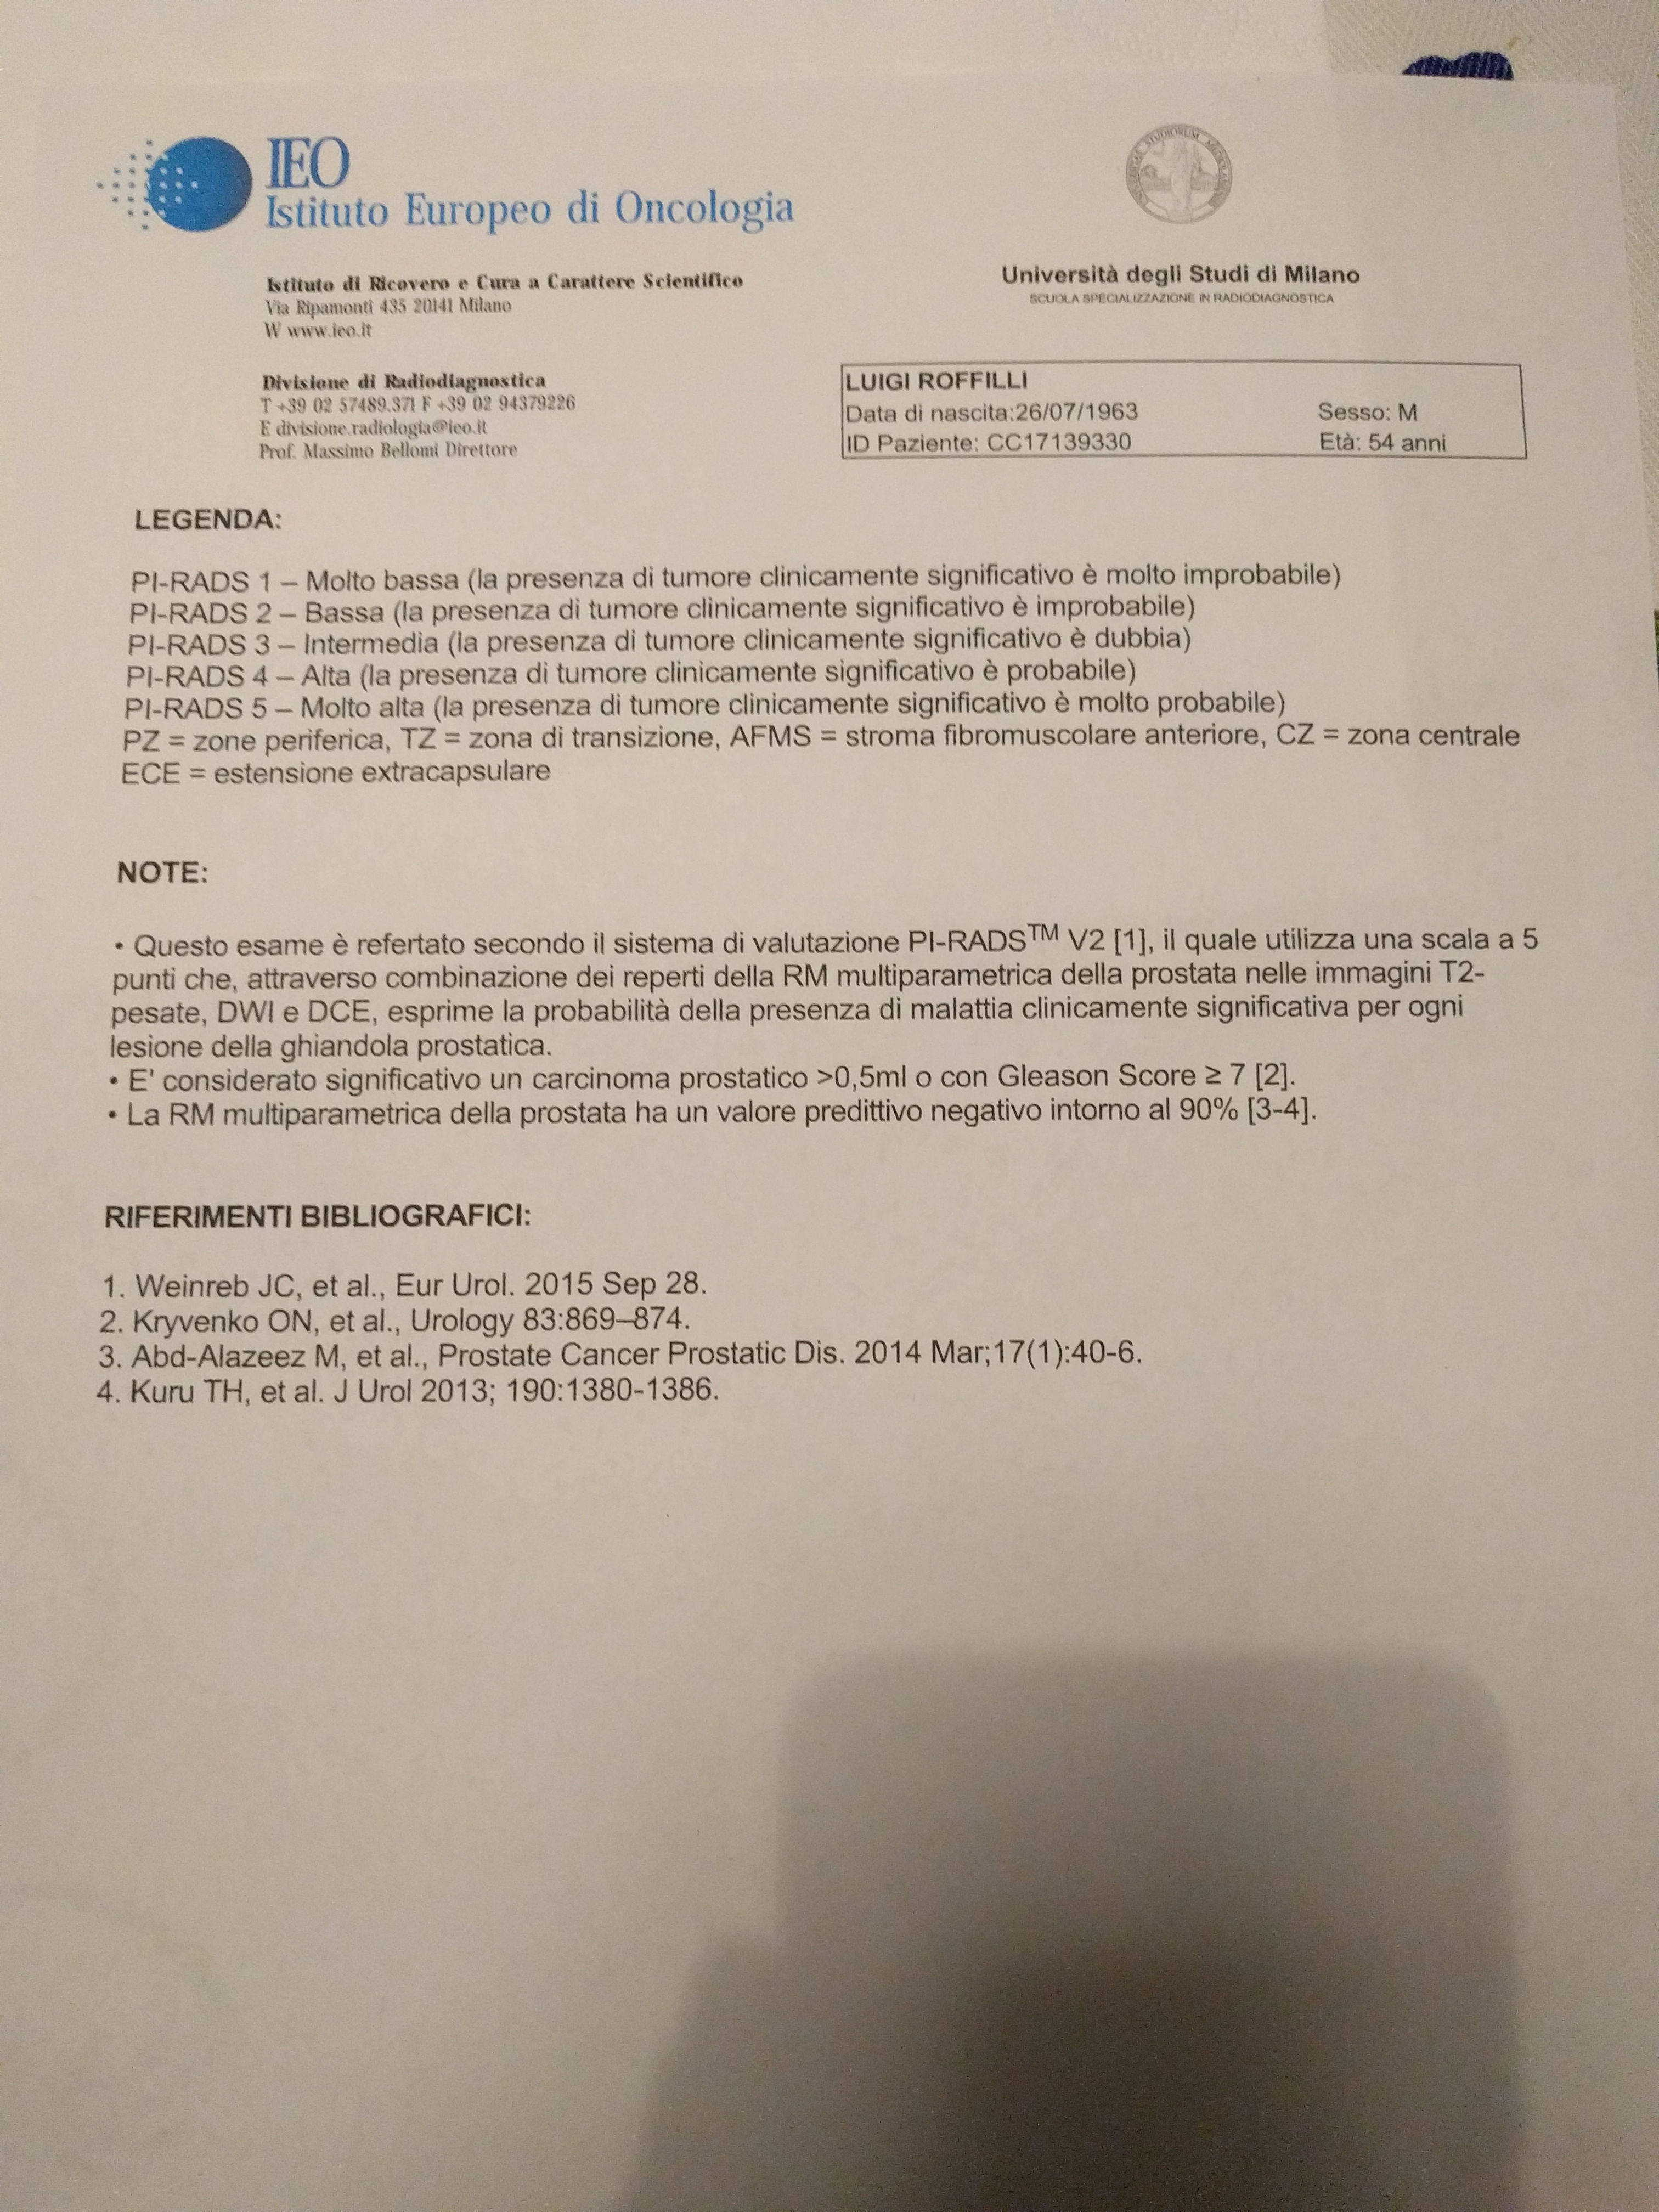 IEO
Istituto Europeo di Oncologia
Istituto di Ricovero e Cura a Carattere Scientifico
Via Ripamonti 435 20141 Milano
W www.ieo.it
Università degli Studi di Milano
SCUOLA SPECIALIZZAZIONE IN RADIODIAGNOSTICA
Divisione di Radiodiagnostica
T +39 02 57489.371 F +39 02 94379226
E divisione.radiologia@ieo.it
Prof. Massimo Bellomi Direttore
LUIGI ROFFILLI
Data di nascita:26/07/1963 Sesso: M
ID Paziente: CC17139330 Età: 54 anni
LEGENDA:
PI-RADS 1 – Molto bassa (la presenza di tumore clinicamente significativo è molto improbabile)
PI-RADS 2 – Bassa (la presenza di tumore clinicamente significativo è improbabile)
PI-RADS 3 – Intermedia (la presenza di tumore clinicamente significativo è dubbia)
PI-RADS 4 – Alta (la presenza di tumore clinicamente significativo è probabile)
PI-RADS 5 – Molto alta (la presenza di tumore clinicamente significativo è molto probabile)
PZ = zone periferica, TZ = zona di transizione, AFMS = stroma fibromuscolare anteriore, CZ = zona centrale
ECE = estensione extracapsulare
NOTE:
• Questo esame è refertato secondo il sistema di valutazione PI-RADS™ V2 [1], il quale utilizza una scala a 5
punti che, attraverso combinazione dei reperti della RM multiparametrica della prostata nelle immagini T2-
pesate, DWI e DCE, esprime la probabilità della presenza di malattia clinicamente significativa per ogni
lesione della ghiandola prostatica.
• E' considerato significativo un carcinoma prostatico >0,5ml o con Gleason Score ≥ 7 [2].
• La RM multiparametrica della prostata ha un valore predittivo negativo intorno al 90% [3-4].
RIFERIMENTI BIBLIOGRAFICI:
1. Weinreb JC, et al., Eur Urol. 2015 Sep 28.
2. Kryvenko ON, et al., Urology 83:869–874.
3. Abd-Alazeez M, et al., Prostate Cancer Prostatic Dis. 2014 Mar;17(1):40-6.
4. Kuru TH, et al. J Urol 2013; 190:1380-1386.